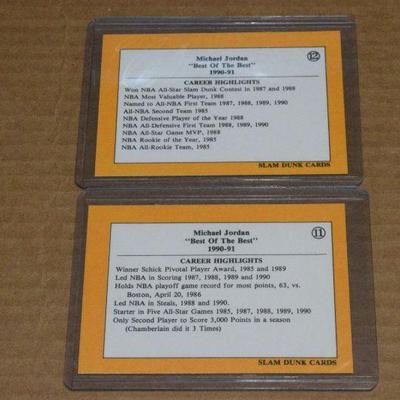 Michael Jordan
12
"Best Of The Best"
1990-91
CAREER HIGHLIGHTS
Won NBA All-Star Slam Dunk Contest in 1987 and 1988
NBA Most Valuable Player, 1988
Named to All-NBA First Team 1987, 1988, 1989, 1990
All-NBA Second Team 1985
NBA Defensive Player of the Year 1988
NBA All-Defensive First Team 1988, 1989, 1990
NBA All-Star Game MVP, 1988
NBA Rookie of the Year, 1985
NBA All-Rookie Team, 1985
SLAM DUNK CARDS
Michael Jordan
11
"Best Of The Best"
1990-91
CAREER HIGHLIGHTS
Winner Schick Pivotal Player Award, 1985 and 1989
Led NBA in Scoring 1987, 1988, 1989 and 1990
Holds NBA playoff game record for most points, 63, vs.
Boston, April 20, 1986
Led NBA in Steals, 1988 and 1990.
Starter in Five All-Star Games 1985, 1987, 1988, 1989, 1990
Only Second Player to Score 3,000 Points in a season
(Chamberlain did it 3 Times)
SLAM DUNK CARDS